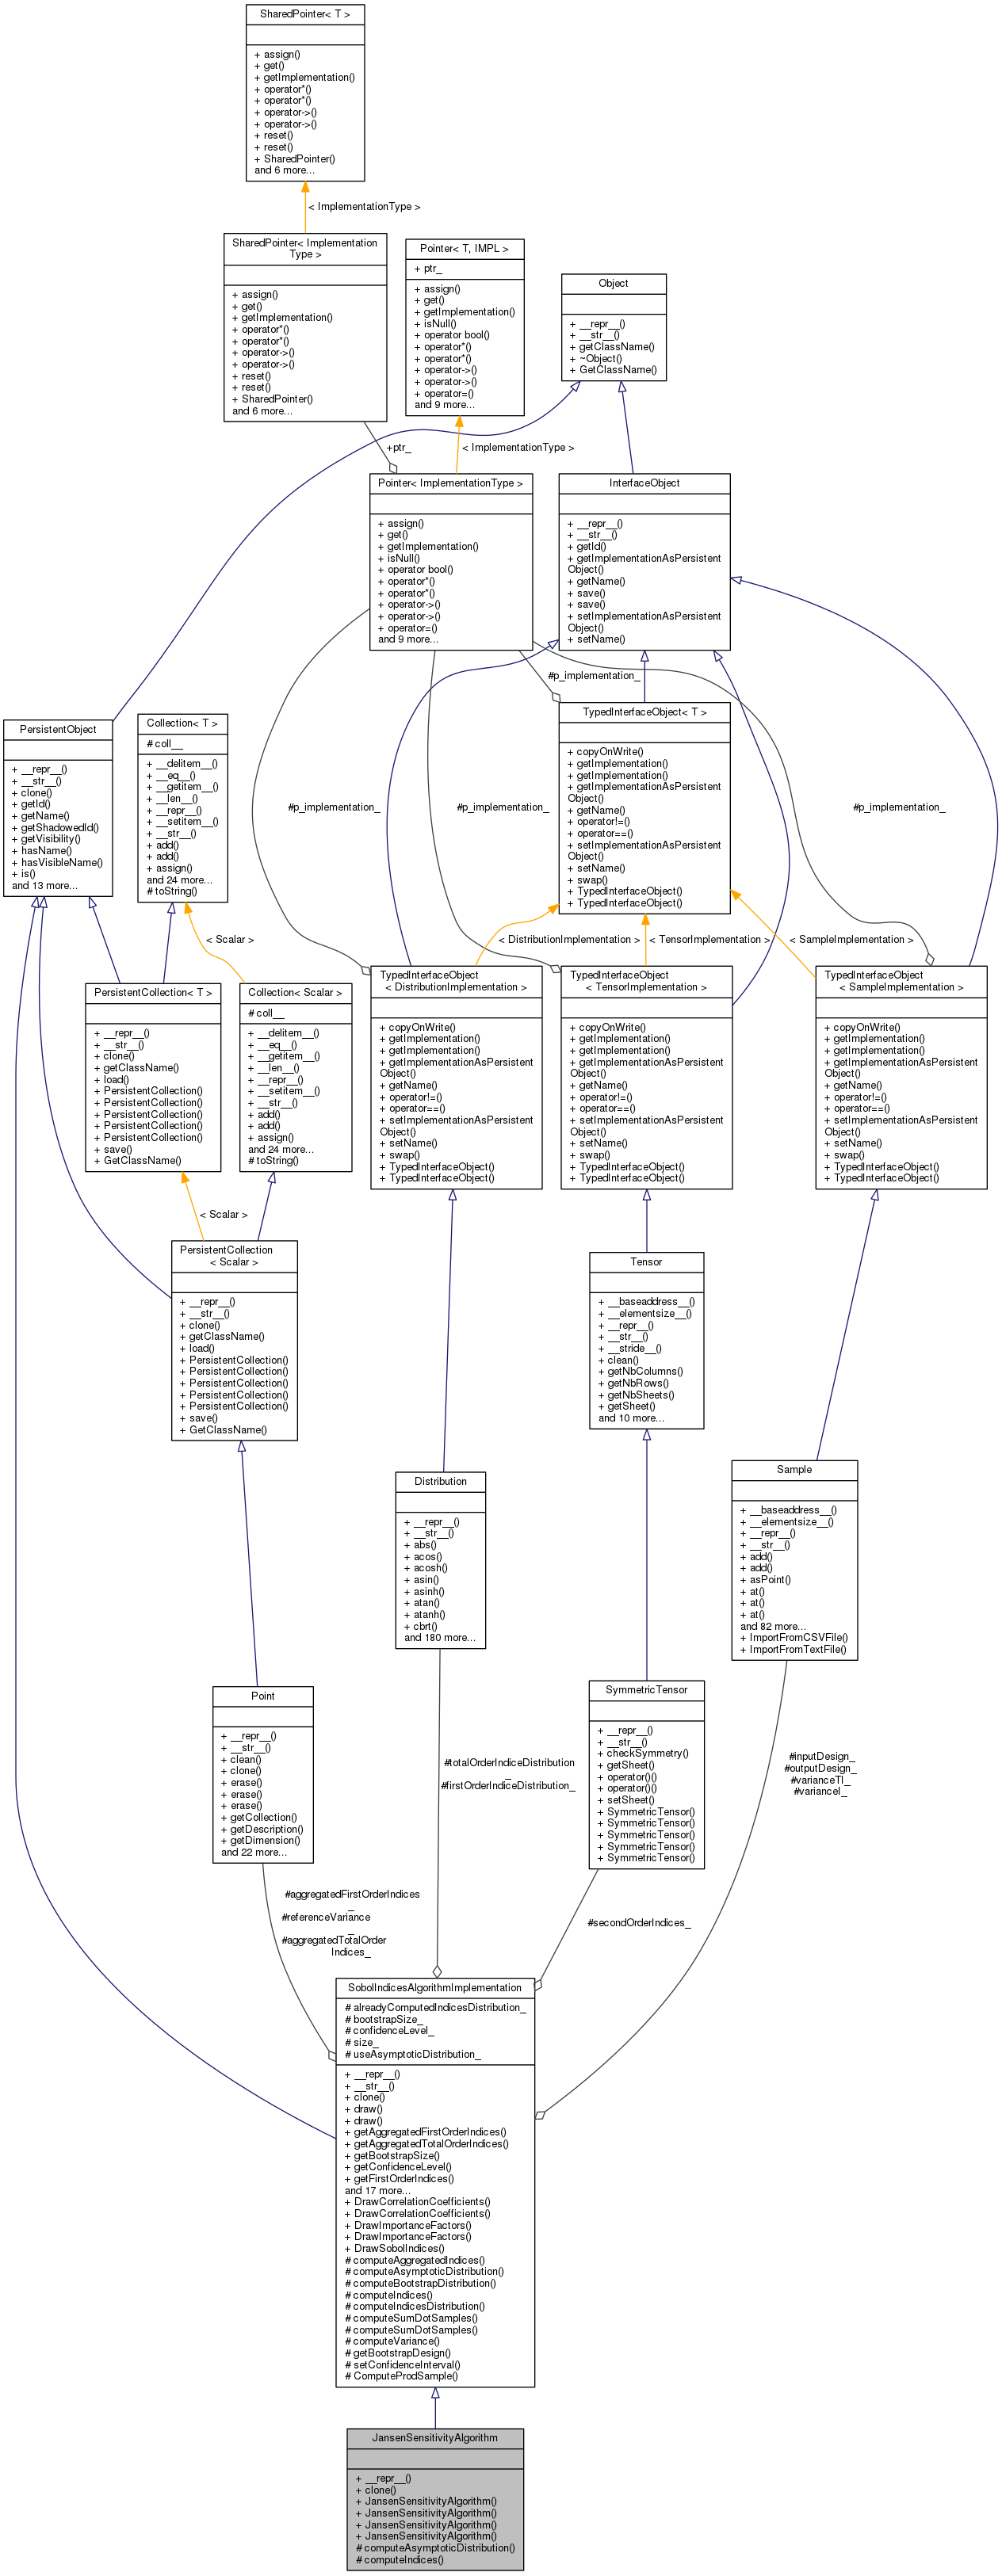 SharedPointer< T >
+ assign()
+ get()
+ getImplementation()
+ operator*()
+ operator*()
+ operator->()
+ operator->()
+ reset()
+ reset()
+ SharedPointer()
and 6 more...
< ImplementationType >
SharedPointer< Implementation
Type >
+ assign()
+ get()
+ getImplementation()
+ operator*()
+ operator*()
+ operator->()
+ operator->()
+ reset()
+ reset()
+ SharedPointer()
and 6 more...
Pointer< T, IMPL >
+ ptr_
+ assign()
+ get()
+ getImplementation()
+ isNull()
+ operator bool()
+ operator*()
+ operator*()
+ operator->()
+ operator->()
+ operator=()
and 9 more...
Object
+ __repr__()
+ __str__()
+ getClassName()
+ ~Object()
+ GetClassName()
+ptr_
< ImplementationType >
Pointer< ImplementationType >
+ assign()
+ get()
+ getImplementation()
+ isNull()
+ operator bool()
+ operator*()
+ operator*()
+ operator->()
+ operator->()
+ operator=()
and 9 more...
InterfaceObject
+ __repr__()
+ __str__()
+ getId()
+ getImplementationAsPersistent
Object()
+ getName()
+ save()
+ save()
+ setImplementationAsPersistent
Object()
+ setName()
#p_implementation_
PersistentObject
+ __repr__()
+ __str__()
+ clone()
+ getId()
+ getName()
+ getShadowedId()
+ getVisibility()
+ hasName()
+ hasVisibleName()
+ is()
and 13 more...
Collection< T >
# coll__
+ __delitem__()
+ __eq__()
+ __getitem__()
+ __len__()
+ __repr__()
+ __setitem__()
+ __str__()
+ add()
+ add()
+ assign()
and 24 more...
# toString()
TypedInterfaceObject< T >
+ copyOnWrite()
+ getImplementation()
+ getImplementation()
+ getImplementationAsPersistent
Object()
+ getName()
+ operator!=()
+ operator==()
+ setImplementationAsPersistent
Object()
+ setName()
+ swap()
+ TypedInterfaceObject()
+ TypedInterfaceObject()
#p_implementation_
#p_implementation_
#p_implementation_
< Scalar >
< DistributionImplementation >
< TensorImplementation >
< SampleImplementation >
PersistentCollection< T >
+ __repr__()
+ __str__()
+ clone()
+ getClassName()
+ load()
+ PersistentCollection()
+ PersistentCollection()
+ PersistentCollection()
+ PersistentCollection()
+ PersistentCollection()
+ save()
+ GetClassName()
Collection< Scalar >
# coll__
+ __delitem__()
+ __eq__()
+ __getitem__()
+ __len__()
+ __repr__()
+ __setitem__()
+ __str__()
+ add()
+ add()
+ assign()
and 24 more...
# toString()
TypedInterfaceObject
< DistributionImplementation >
+ copyOnWrite()
+ getImplementation()
+ getImplementation()
+ getImplementationAsPersistent
Object()
+ getName()
+ operator!=()
+ operator==()
+ setImplementationAsPersistent
Object()
+ setName()
+ swap()
+ TypedInterfaceObject()
+ TypedInterfaceObject()
TypedInterfaceObject
< TensorImplementation >
+ copyOnWrite()
+ getImplementation()
+ getImplementation()
+ getImplementationAsPersistent
Object()
+ getName()
+ operator!=()
+ operator==()
+ setImplementationAsPersistent
Object()
+ setName()
+ swap()
+ TypedInterfaceObject()
+ TypedInterfaceObject()
TypedInterfaceObject
< SampleImplementation >
+ copyOnWrite()
+ getImplementation()
+ getImplementation()
+ getImplementationAsPersistent
Object()
+ getName()
+ operator!=()
+ operator==()
+ setImplementationAsPersistent
Object()
+ setName()
+ swap()
+ TypedInterfaceObject()
+ TypedInterfaceObject()
< Scalar >
PersistentCollection
< Scalar >
+ __repr__()
+ __str__()
+ clone()
+ getClassName()
+ load()
+ PersistentCollection()
+ PersistentCollection()
+ PersistentCollection()
+ PersistentCollection()
+ PersistentCollection()
+ save()
+ GetClassName()
Tensor
+ __baseaddress__()
+ __elementsize__()
+ __repr__()
+ __str__()
+ __stride__()
+ clean()
+ getNbColumns()
+ getNbRows()
+ getNbSheets()
+ getSheet()
and 10 more...
Distribution
+ __repr__()
+ __str__()
+ abs()
+ acos()
+ acosh()
+ asin()
+ asinh()
+ atan()
+ atanh()
+ cbrt()
and 180 more...
Sample
+ __baseaddress__()
+ __elementsize__()
+ __repr__()
+ __str__()
+ add()
+ add()
+ asPoint()
+ at()
+ at()
+ at()
and 82 more...
+ ImportFromCSVFile()
+ ImportFromTextFile()
Point
+ __repr__()
+ __str__()
+ clean()
+ clone()
+ erase()
+ erase()
+ erase()
+ getCollection()
+ getDescription()
+ getDimension()
and 22 more...
SymmetricTensor
+ __repr__()
+ __str__()
+ checkSymmetry()
+ getSheet()
+ operator()()
+ operator()()
+ setSheet()
+ SymmetricTensor()
+ SymmetricTensor()
+ SymmetricTensor()
+ SymmetricTensor()
+ SymmetricTensor()
#totalOrderIndiceDistribution
_
#firstOrderIndiceDistribution_
#inputDesign_
#outputDesign_
#varianceTI_
#varianceI_
#aggregatedFirstOrderIndices
_
#referenceVariance
_
#aggregatedTotalOrder
Indices_
#secondOrderIndices_
SobolIndicesAlgorithmImplementation
# alreadyComputedIndicesDistribution_
# bootstrapSize_
# confidenceLevel_
# size_
# useAsymptoticDistribution_
+ __repr__()
+ __str__()
+ clone()
+ draw()
+ draw()
+ getAggregatedFirstOrderIndices()
+ getAggregatedTotalOrderIndices()
+ getBootstrapSize()
+ getConfidenceLevel()
+ getFirstOrderIndices()
and 17 more...
+ DrawCorrelationCoefficients()
+ DrawCorrelationCoefficients()
+ DrawImportanceFactors()
+ DrawImportanceFactors()
+ DrawSobolIndices()
# computeAggregatedIndices()
# computeAsymptoticDistribution()
# computeBootstrapDistribution()
# computeIndices()
# computeIndicesDistribution()
# computeSumDotSamples()
# computeSumDotSamples()
# computeVariance()
# getBootstrapDesign()
# setConfidenceInterval()
# ComputeProdSample()
JansenSensitivityAlgorithm
+ __repr__()
+ clone()
+ JansenSensitivityAlgorithm()
+ JansenSensitivityAlgorithm()
+ JansenSensitivityAlgorithm()
+ JansenSensitivityAlgorithm()
# computeAsymptoticDistribution()
# computeIndices()